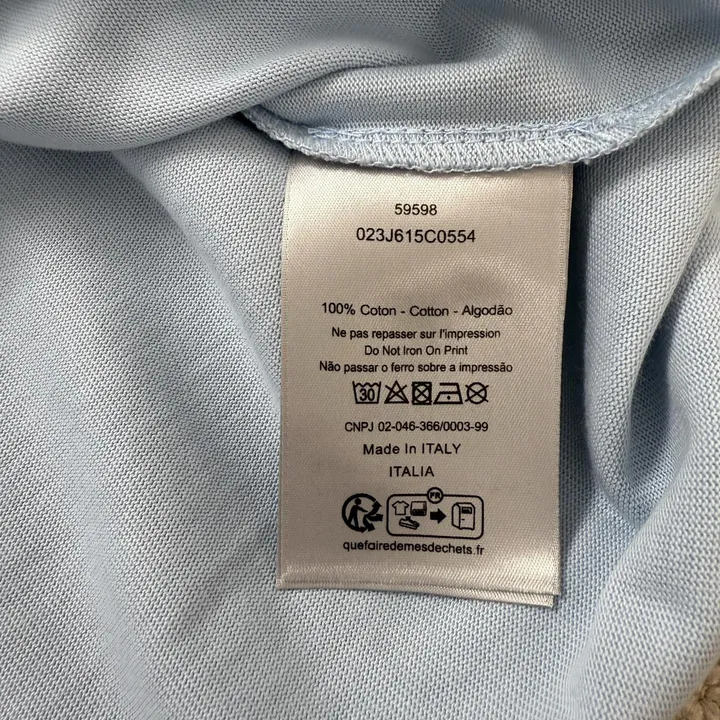 59598
023J615C0554
100% Coton - Cotton - Algodão
Ne pas repasser sur l'impression
Do Not Iron On Print
Não passar o ferro sobre a impressão
30
CNPJ 02-046-366/0003-99
Made In ITALY
ITALIA
FR
quefairedemesdechets.fr